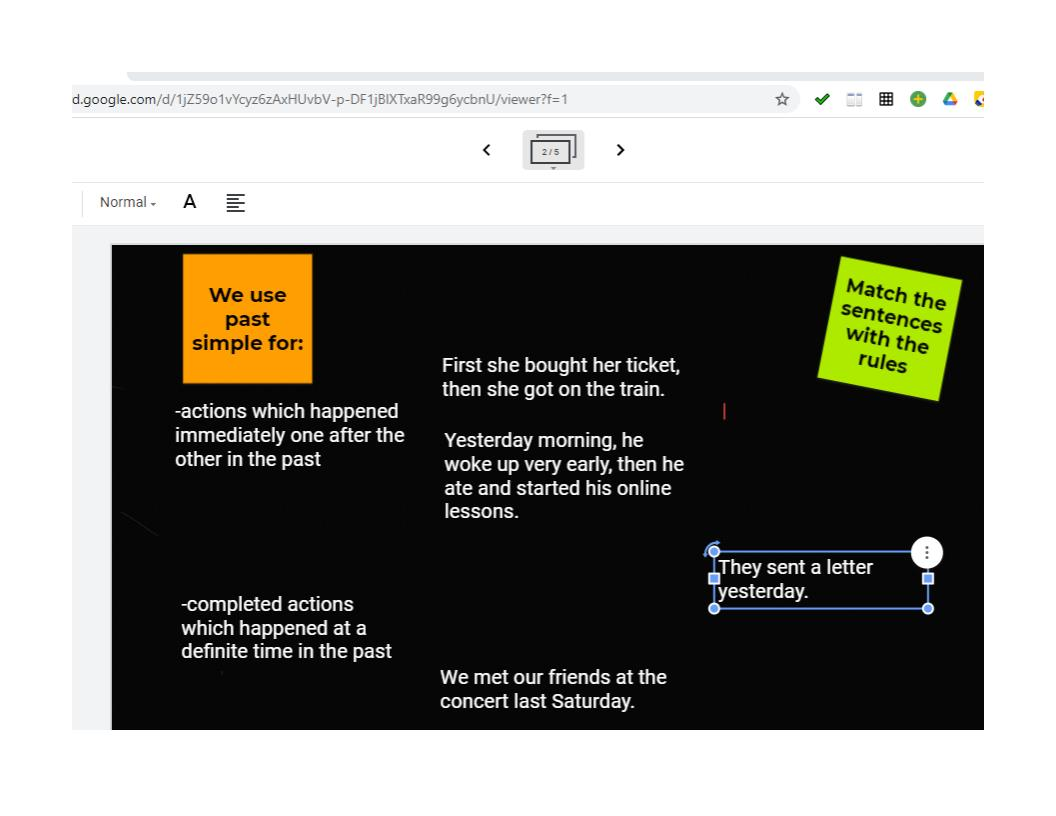 d.google.com/d/1jZ59o1vYcyz6zAxHUvbV-p-DF1jBlXTxaR99g6ycbnU/viewer?f=1
2 / 5
Normal
A
We use
past
simple for:
Match the
sentences
with the
rules
First she bought her ticket,
then she got on the train.
-actions which happened
immediately one after the
other in the past
Yesterday morning, he
woke up very early, then he
ate and started his online
lessons.
They sent a letter
yesterday.
-completed actions
which happened at a
definite time in the past
We met our friends at the
concert last Saturday.